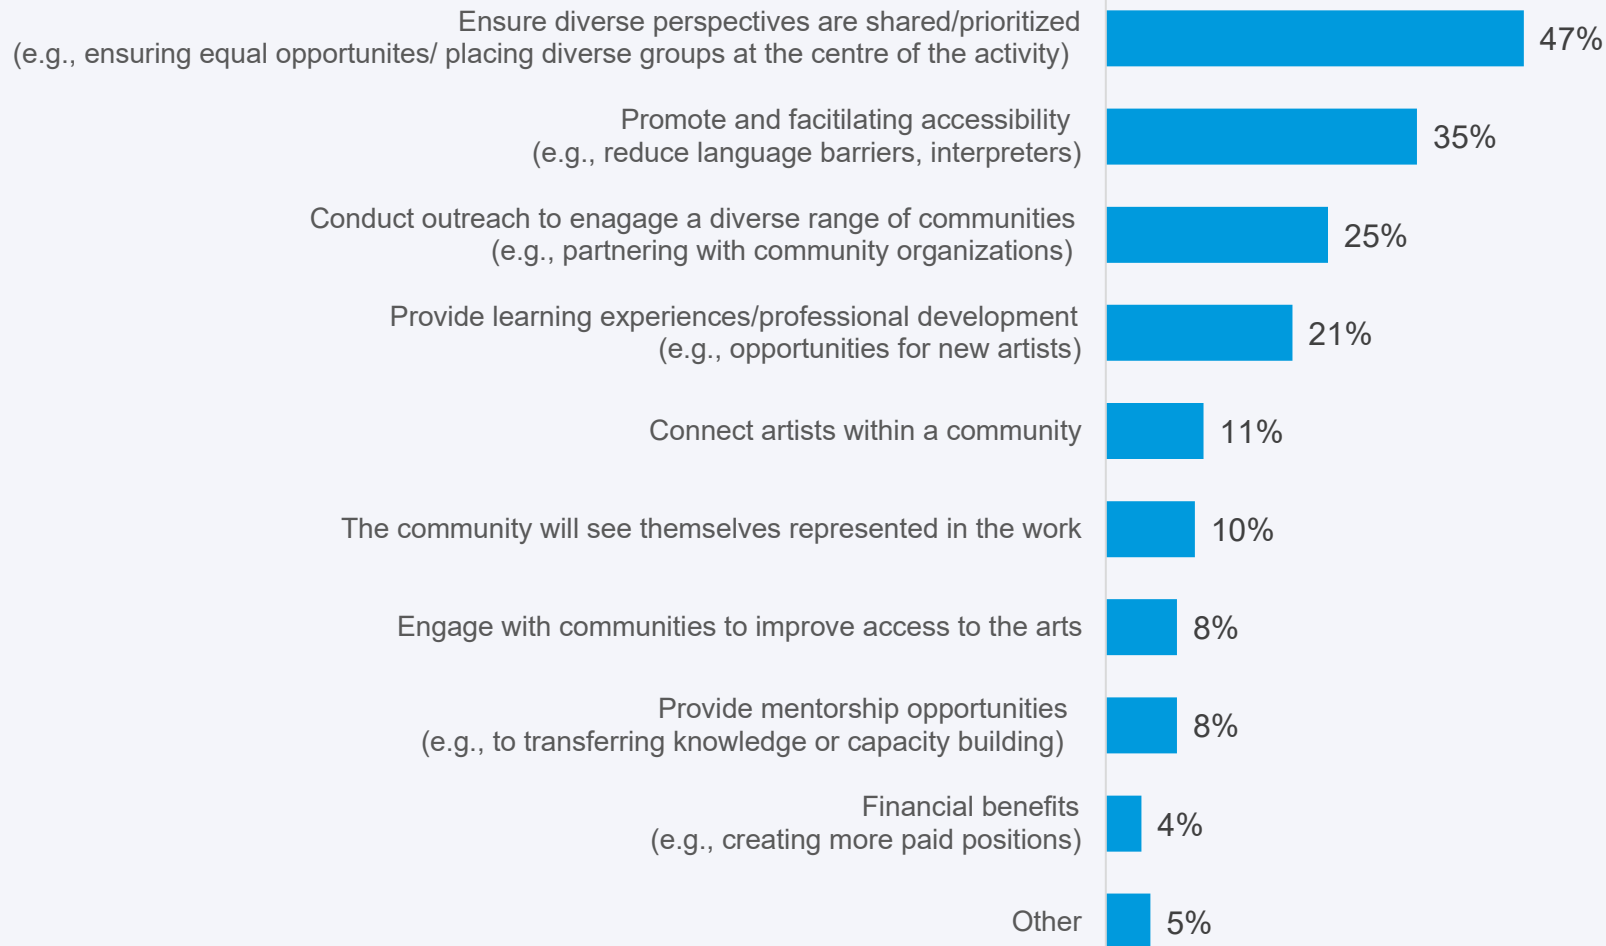 Ensure diverse perspectives are shared/prioritized
(e.g., ensuring equal opportunites/ placing diverse groups at the centre of the activity)
47%
Promote and facitilating accessibility
(e.g., reduce language barriers, interpreters)
35%
Conduct outreach to enagage a diverse range of communities
(e.g., partnering with community organizations)
25%
Provide learning experiences/professional development
(e.g., opportunities for new artists)
21%
Connect artists within a community
11%
The community will see themselves represented in the work
10%
Engage with communities to improve access to the arts
8%
Provide mentorship opportunities
(e.g., to transferring knowledge or capacity building)
8%
Financial benefits
(e.g., creating more paid positions)
4%
Other
5%